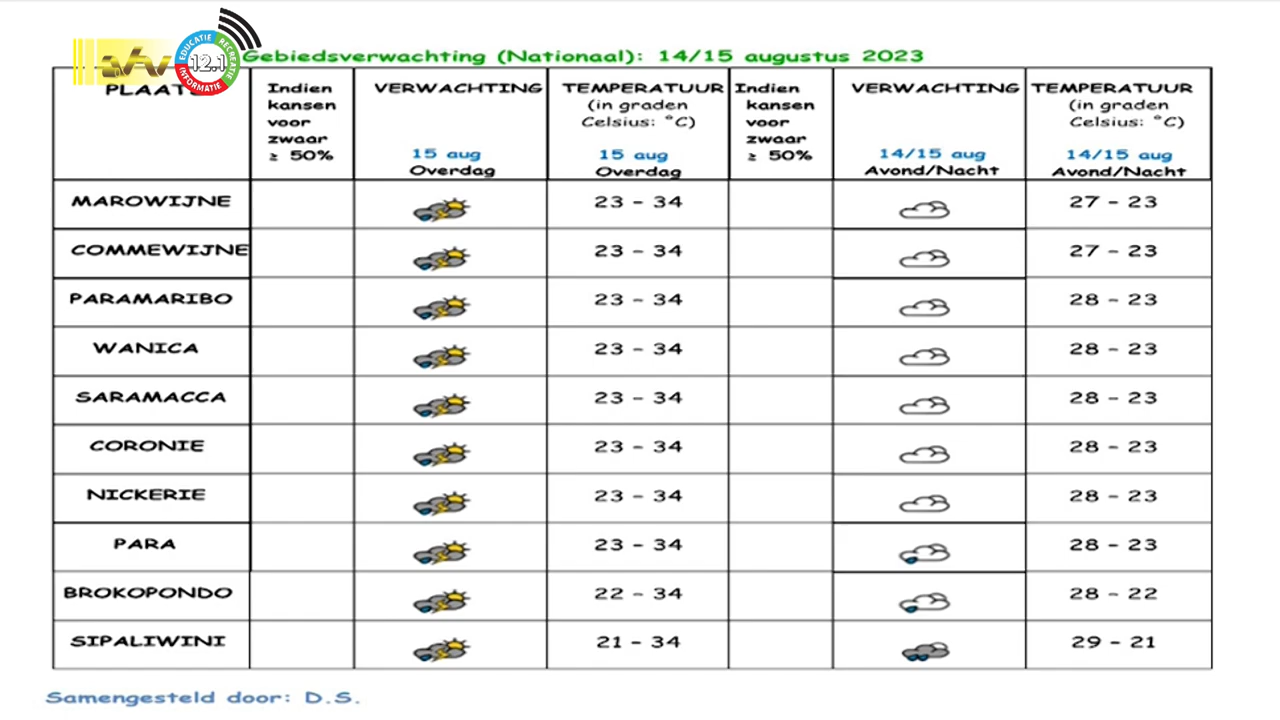 ATV
EDUCATIE
RECREATIE
INFORMATIE
12.1
Gebiedsverwachting (Nationaal): 14/15 augustus 2023
PLAATS
Indien
kansen
voor
zwaar
≥ 50%
VERWACHTING
15 aug
Overdag
TEMPERATUUR
(in graden
Celsius: °C)
15 aug
Overdag
Indien
kansen
voor
zwaar
≥ 50%
VERWACHTING
14/15 aug
Avond/Nacht
TEMPERATUUR
(in graden
Celsius: °C)
14/15 aug
Avond/Nacht
MAROWIJNE 23 – 34 27 – 23
COMMEWIJNE 23 – 34 27 – 23
PARAMARIBO 23 – 34 28 – 23
WANICA 23 – 34 28 – 23
SARAMACCA 23 – 34 28 – 23
CORONIE 23 – 34 28 – 23
NICKERIE 23 – 34 28 – 23
PARA 23 – 34 28 – 23
BROKOPONDO 22 – 34 28 – 22
SIPALIWINI 21 – 34 29 – 21
Samengesteld door: D.S.